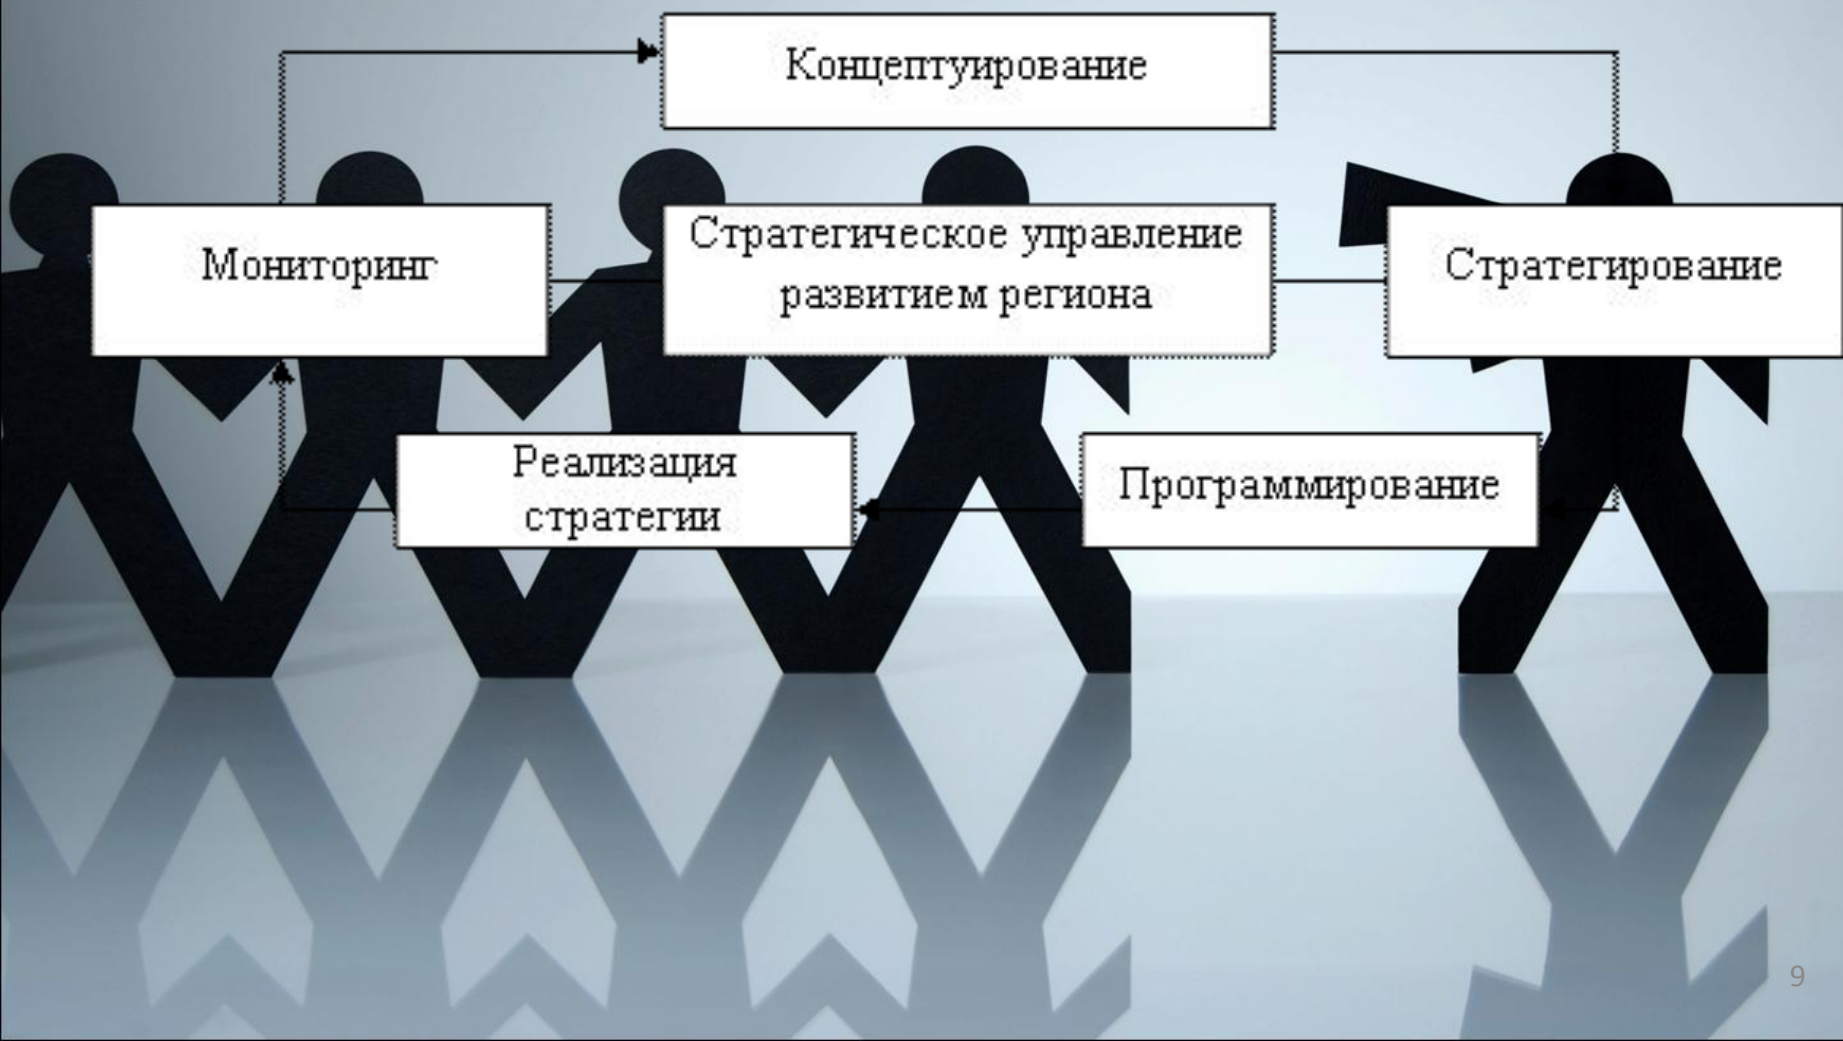 Концептуирование
Мониторинг
Стратегическое управление
развитием региона
Стратегирование
Реализация
стратегии
Программирование
9